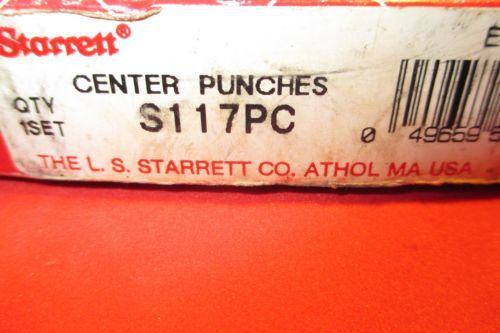 Starrett®
E
CENTER PUNCHES
QTY
1SET
S117PC
0 49659
THE L. S. STARRETT CO. ATHOL MA USA